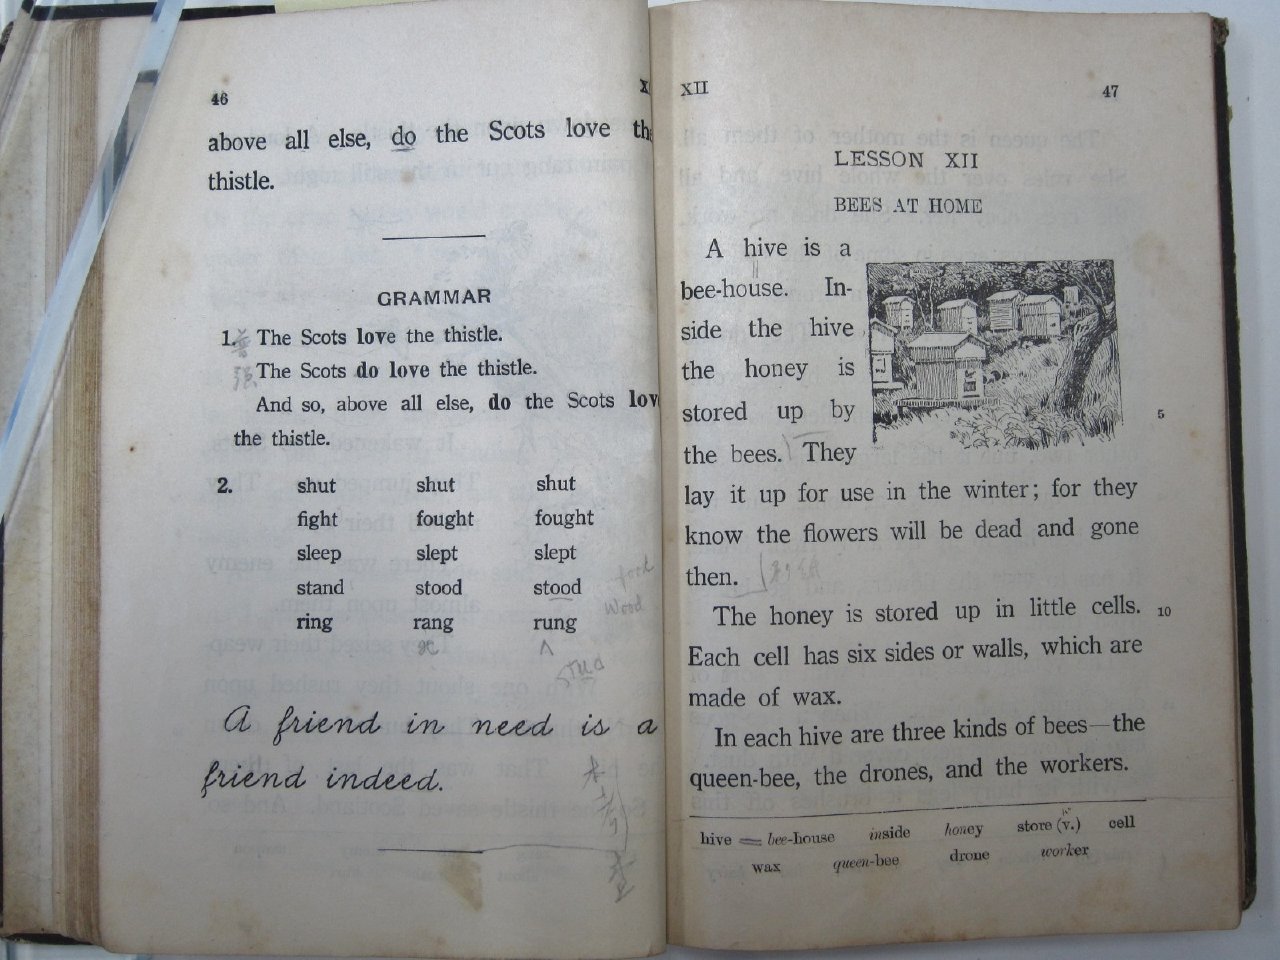 46
above all else, do the Scots love the
thistle.
GRAMMAR
1. The Scots love the thistle.
The Scots do love the thistle.
And so, above all else, do the Scots love
the thistle.
2. shut shut shut
fight fought fought
sleep slept slept
stand stood stood
ring rang rung
food
wood
stud
A friend in need is a
friend indeed.
XII 47
LESSON XII
BEES AT HOME
A hive is a
bee-house. In-
side the hive
the honey is
stored up by 5
the bees. They
lay it up for use in the winter; for they
know the flowers will be dead and gone
then.
The honey is stored up in little cells. 10
Each cell has six sides or walls, which are
made of wax.
In each hive are three kinds of bees—the
queen-bee, the drones, and the workers.
hive = bee-house inside honey store (v.) cell
wax queen-bee drone worker